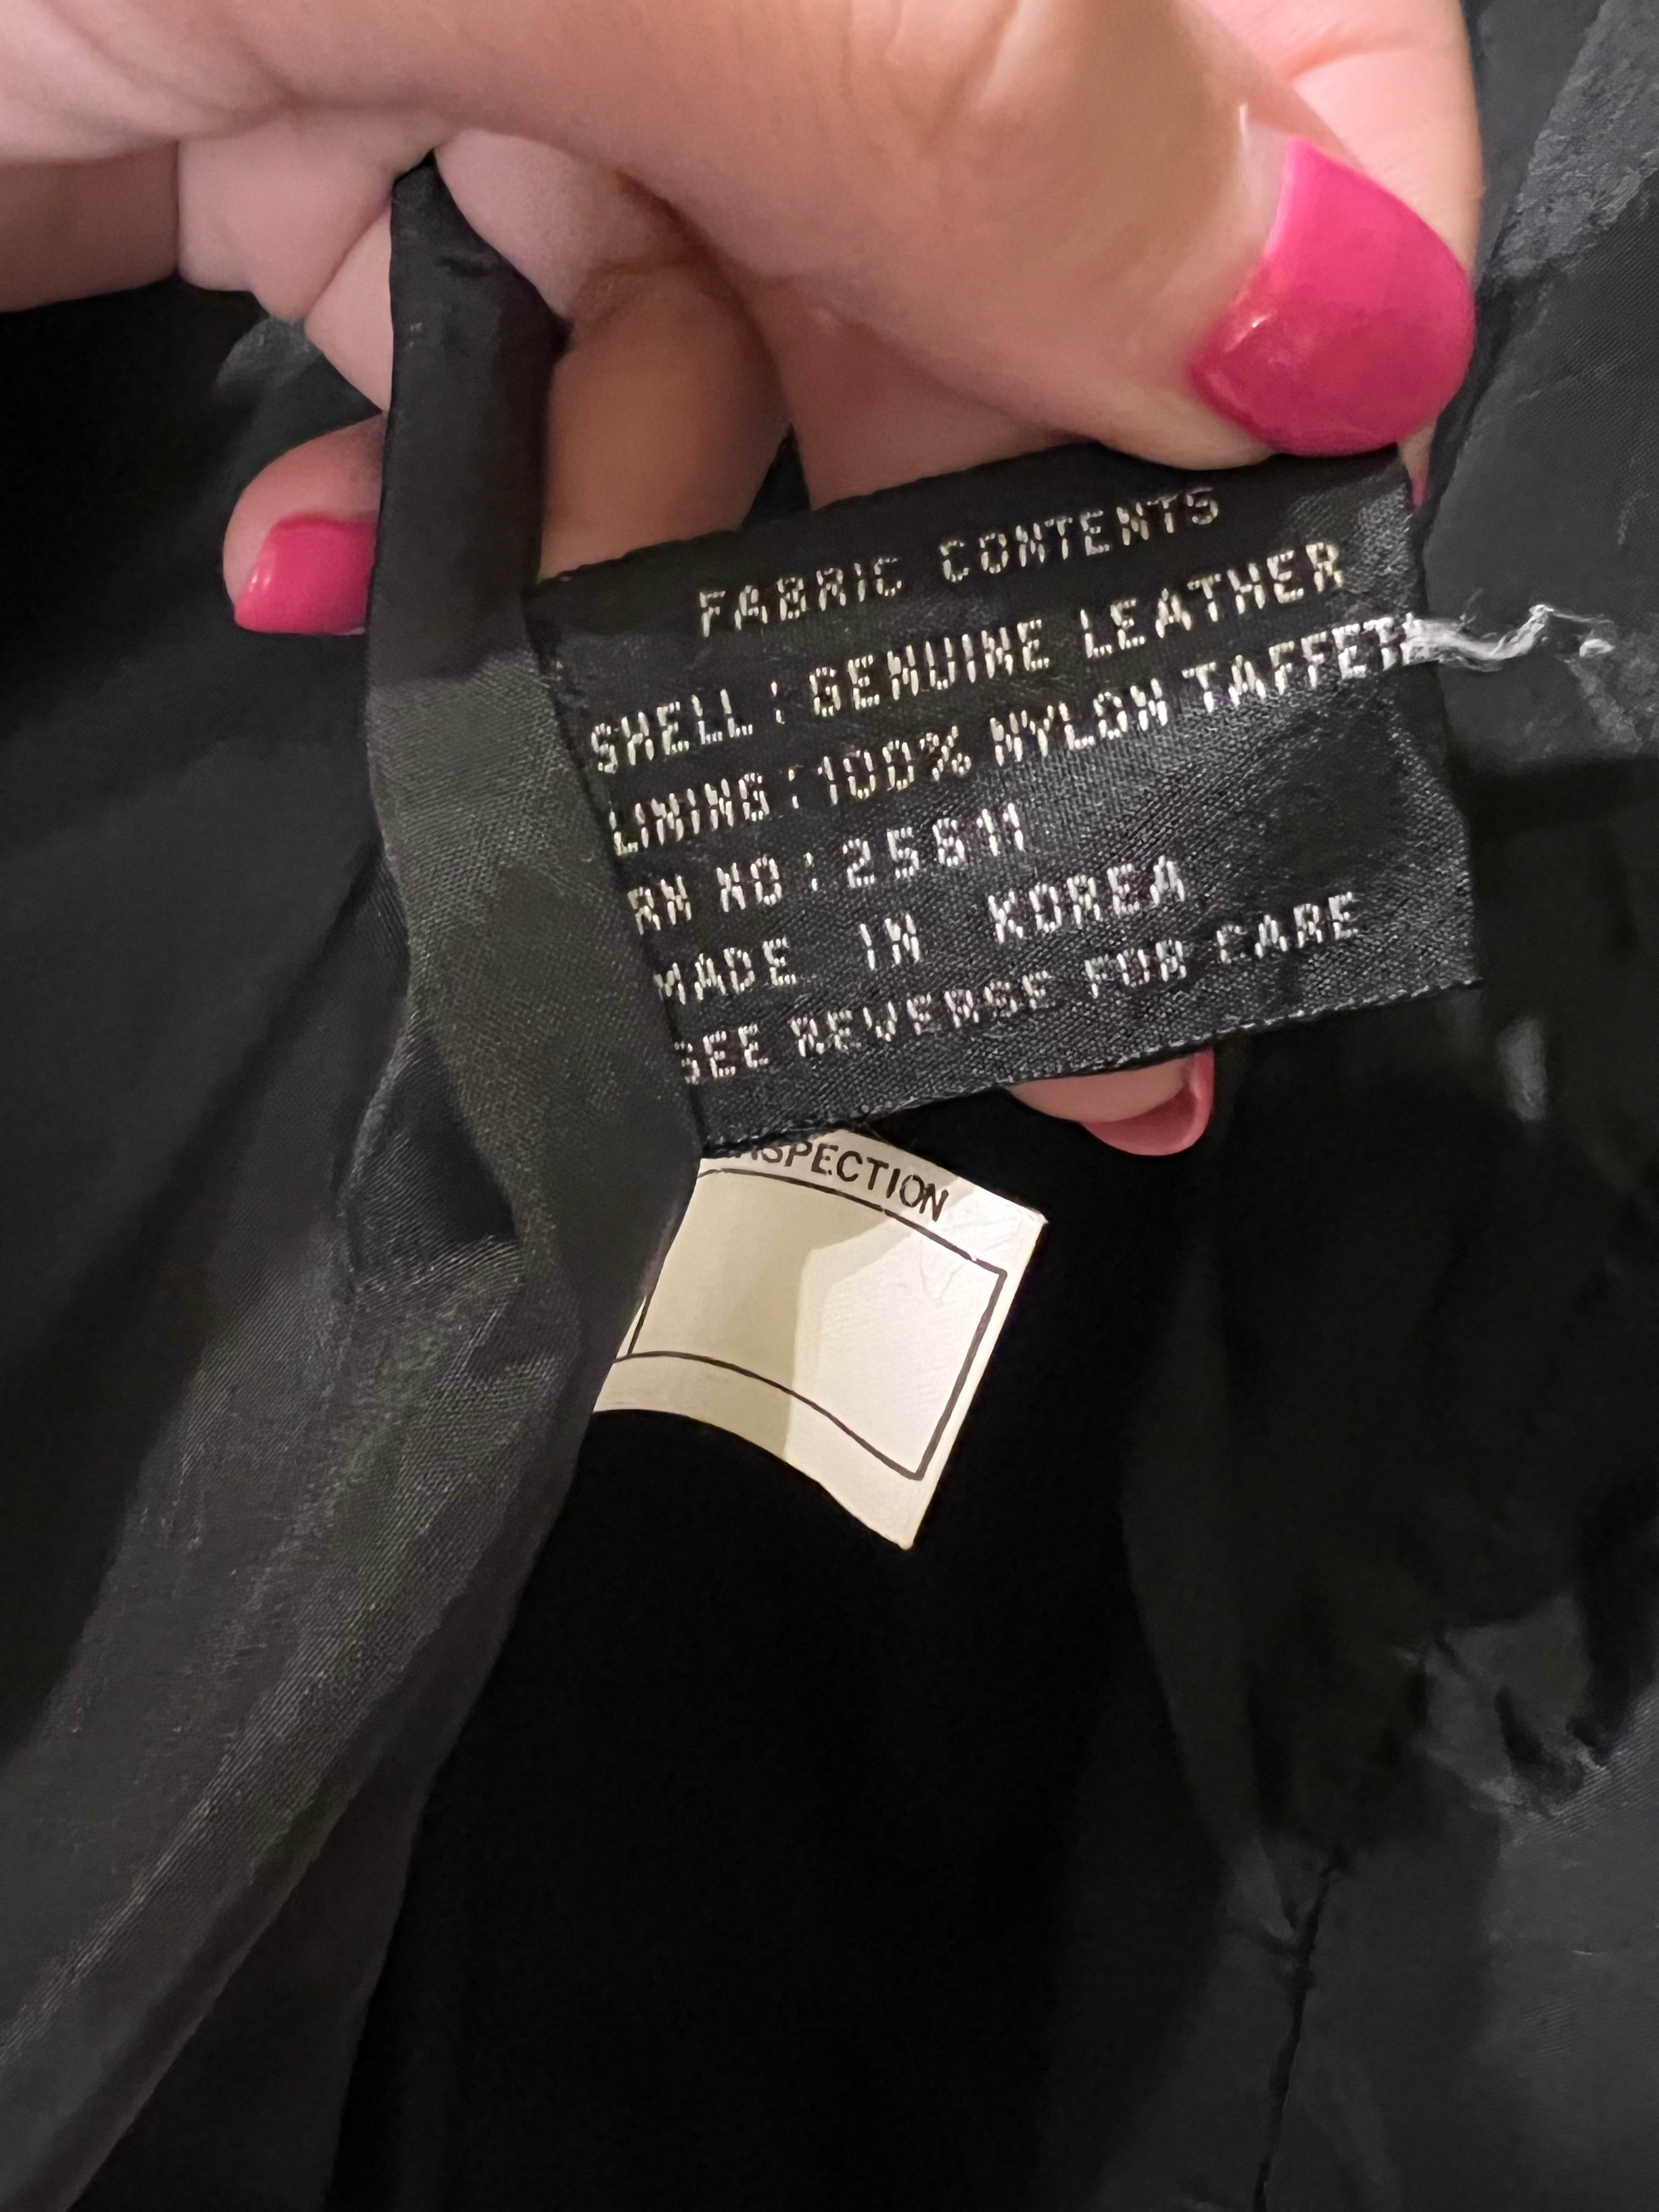 FABRIC CONTENTS
SHELL : GENUINE LEATHER
LINING : 100% NYLON TAFFETA
RN NO : 25811
MADE IN KOREA
SEE REVERSE FOR CARE
INSPECTION